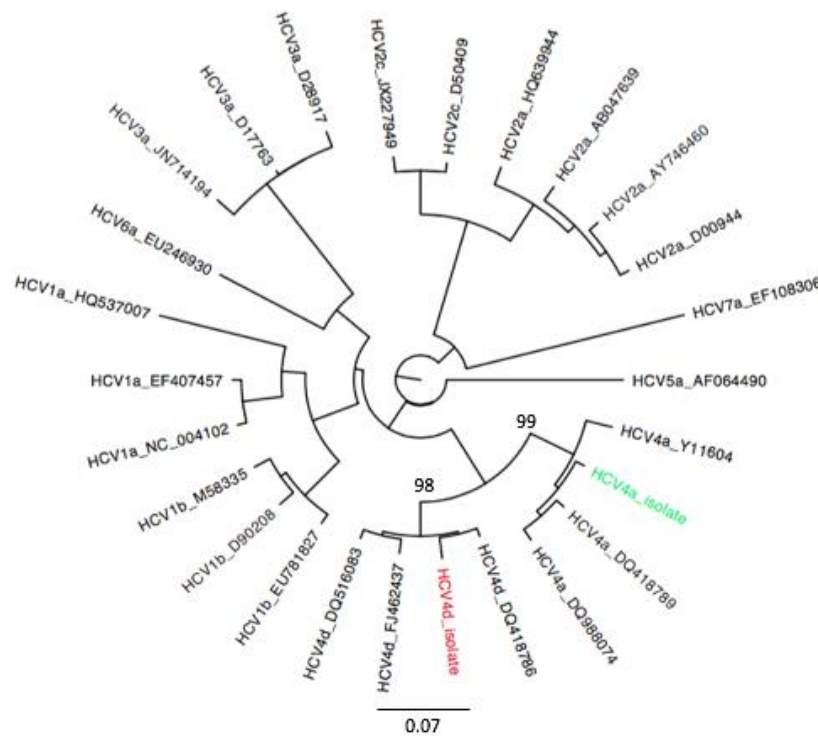 HCV3a_D28917
HCV2c_JX227949
HCV2c_D50409
HCV2a_HQ639944
HCV2a_AB047639
HCV2a_AY746460
HCV2a_D00944
HCV7a_EF108306
HCV5a_AF064490
HCV4a_Y11604
HCV4a_isolate
HCV4a_DQ418789
HCV4a_DQ988074
HCV4d_DQ418786
HCV4d_isolate
HCV4d_FJ462437
HCV4d_DQ516083
HCV1b_EU781827
HCV1b_D90208
HCV1b_M58335
HCV1a_NC_004102
HCV1a_EF407457
HCV1a_HQ537007
HCV6a_EU246930
HCV3a_JN714194
HCV3a_D17763
99
98
0.07